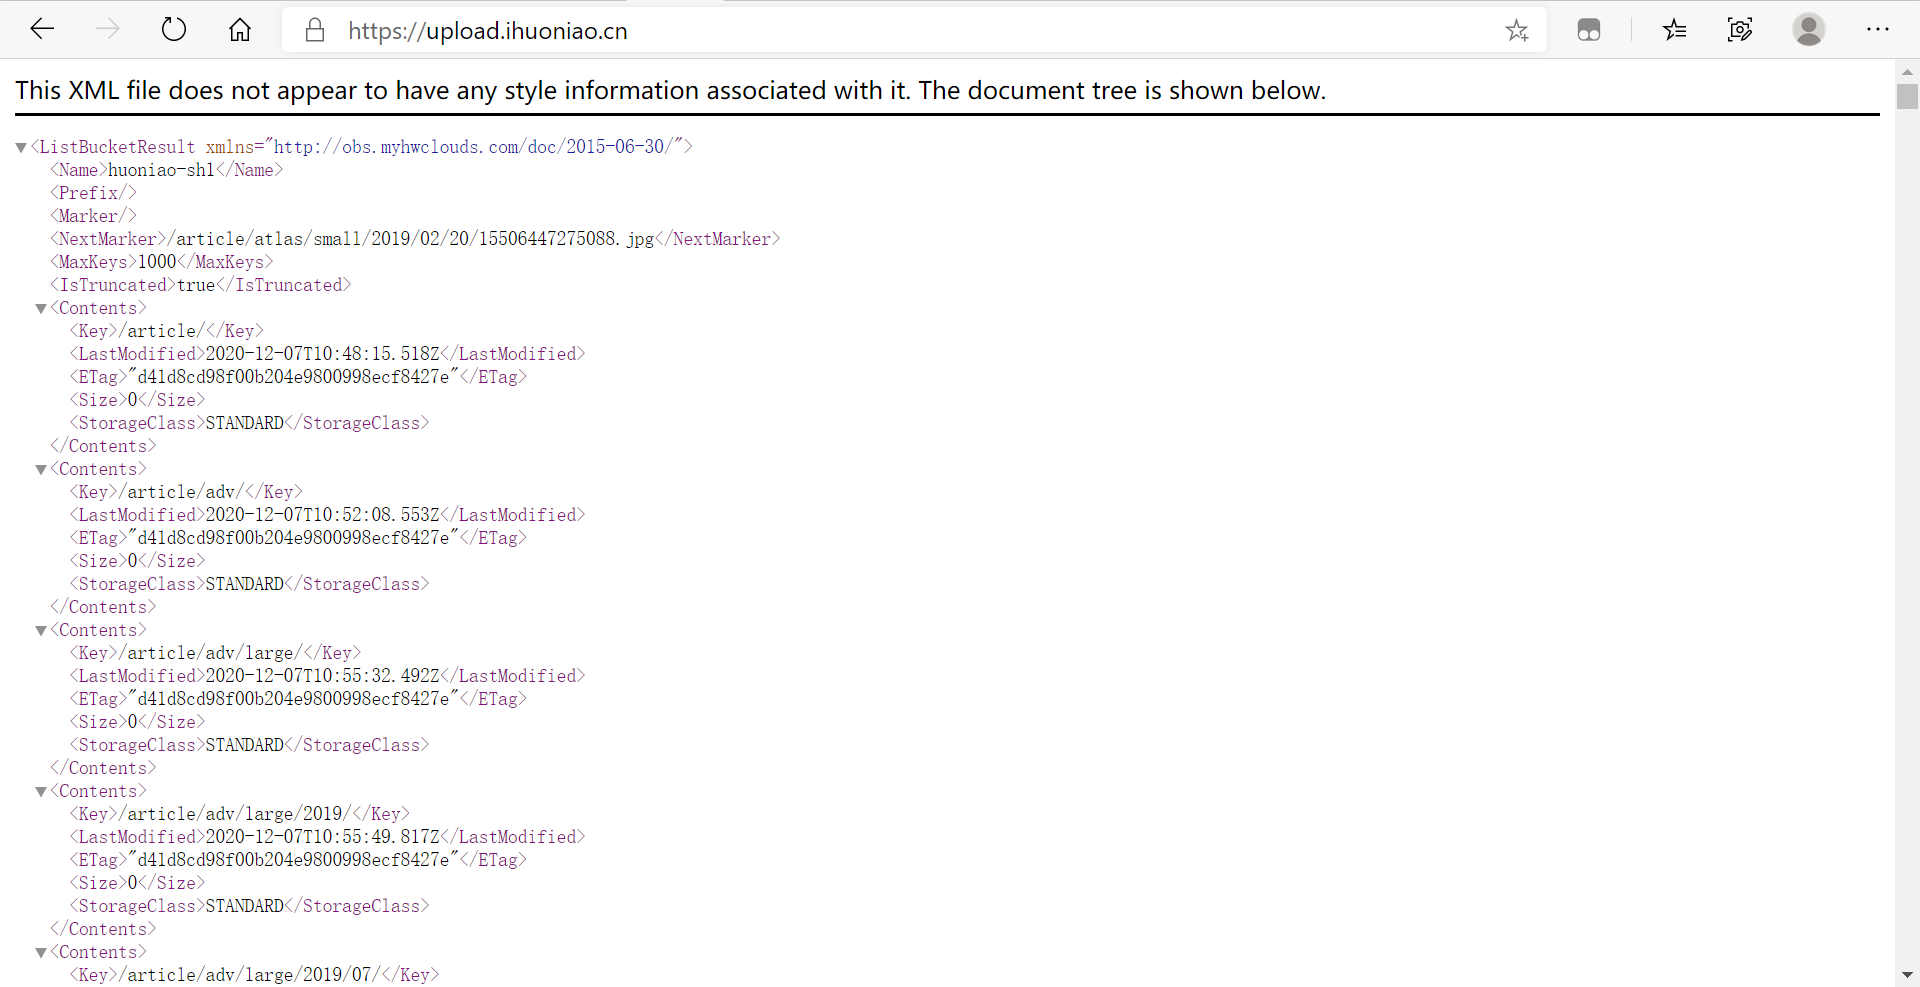 https://upload.ihuoniao.cn
This XML file does not appear to have any style information associated with it. The document tree is shown below.
▼<ListBucketResult xmlns="http://obs.myhwclouds.com/doc/2015-06-30/">
<Name>huoniao-sh1</Name>
<Prefix/>
<Marker/>
<NextMarker>/article/atlas/small/2019/02/20/15506447275088.jpg</NextMarker>
<MaxKeys>1000</MaxKeys>
<IsTruncated>true</IsTruncated>
▼<Contents>
<Key>/article/</Key>
<LastModified>2020-12-07T10:48:15.518Z</LastModified>
<ETag>"d41d8cd98f00b204e9800998ecf8427e"</ETag>
<Size>0</Size>
<StorageClass>STANDARD</StorageClass>
</Contents>
▼<Contents>
<Key>/article/adv/</Key>
<LastModified>2020-12-07T10:52:08.553Z</LastModified>
<ETag>"d41d8cd98f00b204e9800998ecf8427e"</ETag>
<Size>0</Size>
<StorageClass>STANDARD</StorageClass>
</Contents>
▼<Contents>
<Key>/article/adv/large/</Key>
<LastModified>2020-12-07T10:55:32.492Z</LastModified>
<ETag>"d41d8cd98f00b204e9800998ecf8427e"</ETag>
<Size>0</Size>
<StorageClass>STANDARD</StorageClass>
</Contents>
▼<Contents>
<Key>/article/adv/large/2019/</Key>
<LastModified>2020-12-07T10:55:49.817Z</LastModified>
<ETag>"d41d8cd98f00b204e9800998ecf8427e"</ETag>
<Size>0</Size>
<StorageClass>STANDARD</StorageClass>
</Contents>
▼<Contents>
<Key>/article/adv/large/2019/07/</Key>